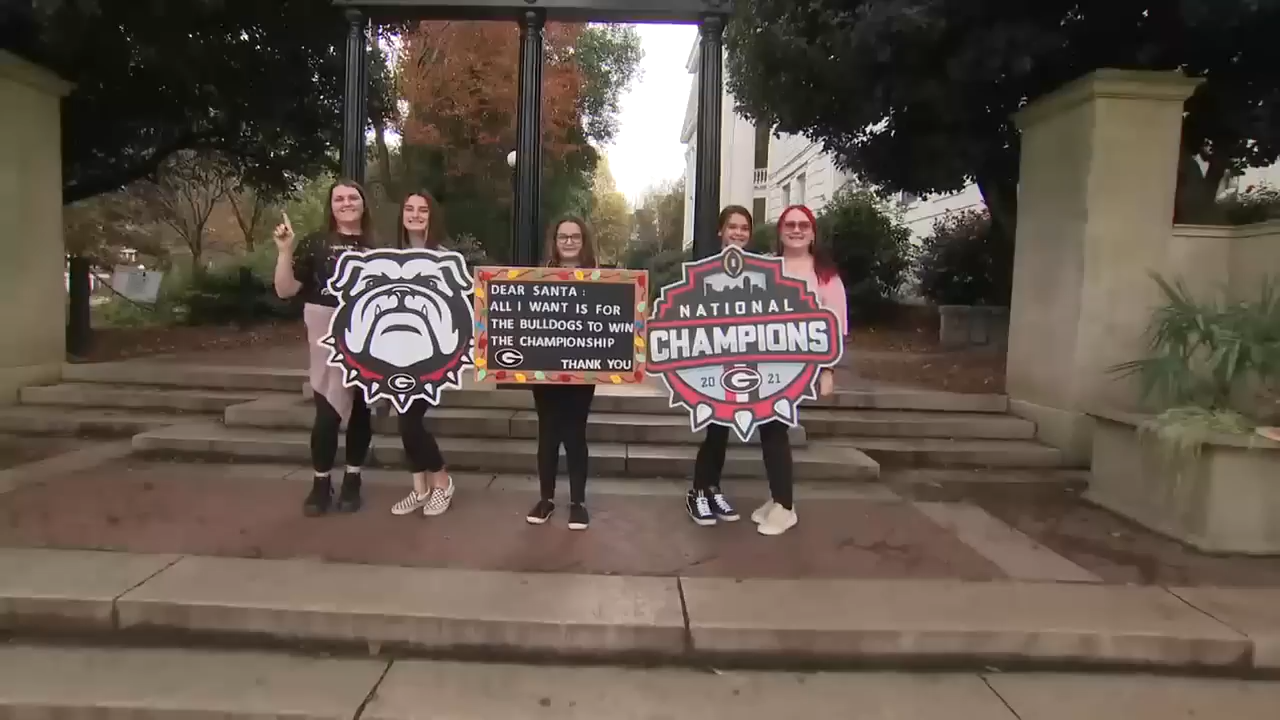 DEAR SANTA :
ALL I WANT IS FOR
THE BULLDOGS TO WIN
THE CHAMPIONSHIP
G
THANK YOU
G
NATIONAL
CHAMPIONS
20 G 21